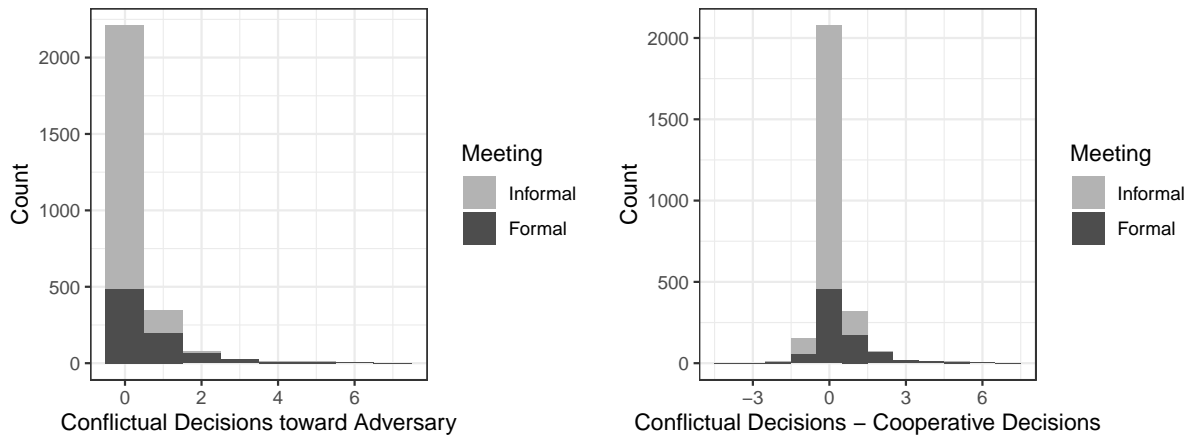 2000
1500
1000
500
0
Count
0 2 4 6
Conflictual Decisions toward Adversary
Meeting
Informal
Formal
2000
1500
1000
500
0
Count
−3 0 3 6
Conflictual Decisions − Cooperative Decisions
Meeting
Informal
Formal